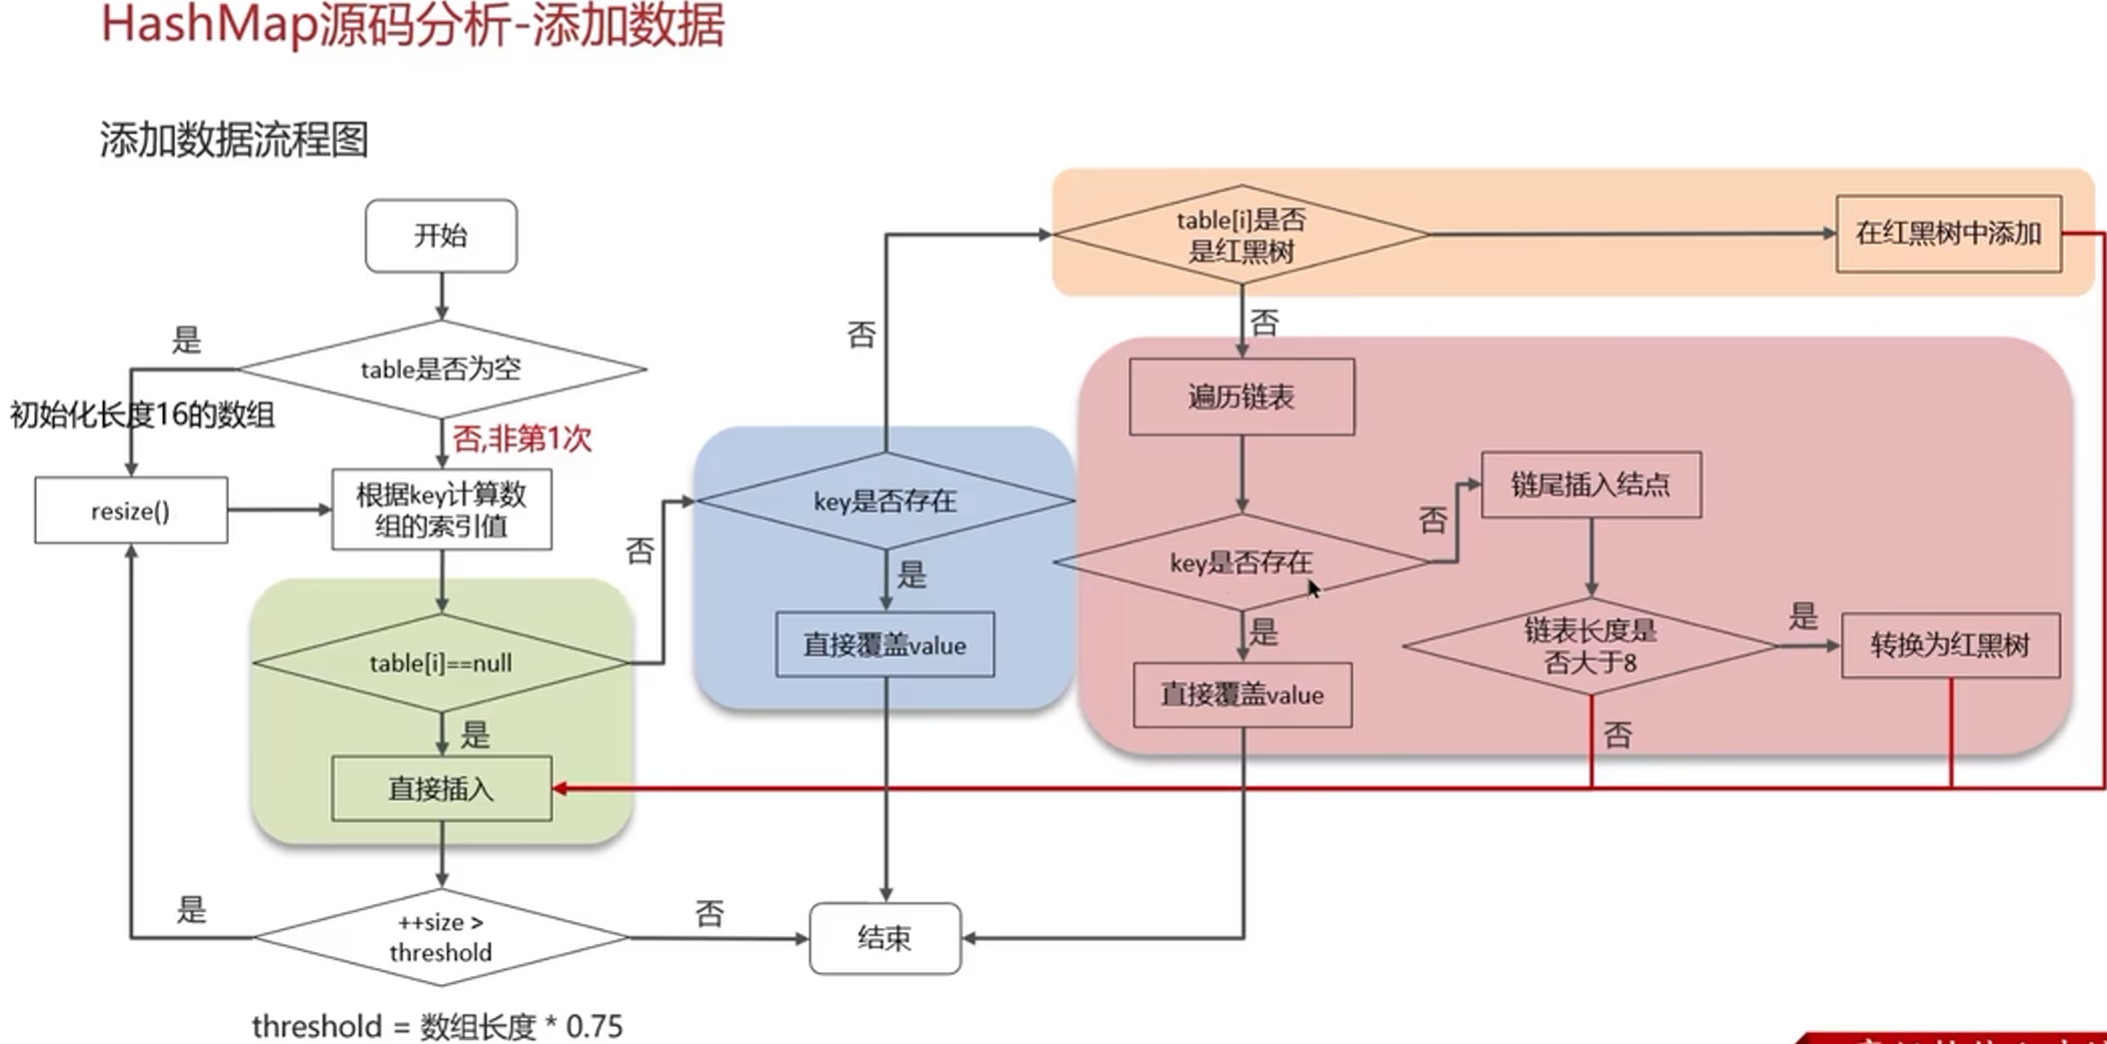 HashMap源码分析-添加数据
添加数据流程图
开始
是
table是否为空
初始化长度16的数组
否,非第1次
resize()
根据key计算数
组的索引值
否
table[i]==null
是
直接插入
是
++size >
threshold
否
threshold = 数组长度 * 0.75
否
key是否存在
是
直接覆盖value
结束
table[i]是否
是红黑树
在红黑树中添加
否
遍历链表
key是否存在
否
链尾插入结点
是
直接覆盖value
链表长度是
否大于8
是
转换为红黑树
否